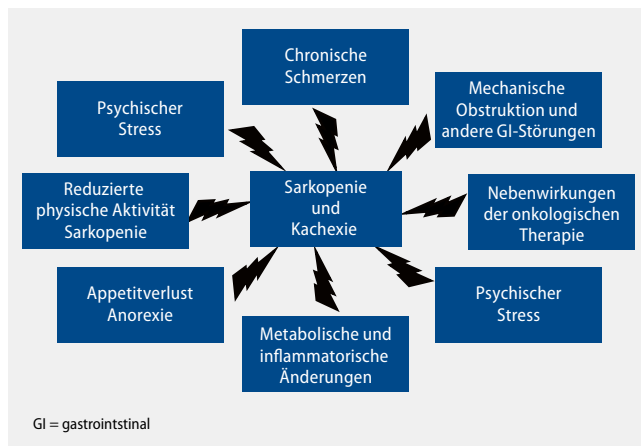 Chronische
Schmerzen
Mechanische
Obstruktion und
andere GI-Störungen
Psychischer
Stress
Reduzierte
physische Aktivität
Sarkopenie
Sarkopenie
und
Kachexie
Nebenwirkungen
der onkologischen
Therapie
Appetitverlust
Anorexie
Metabolische und
inflammatorische
Änderungen
Psychischer
Stress
GI = gastrointstinal